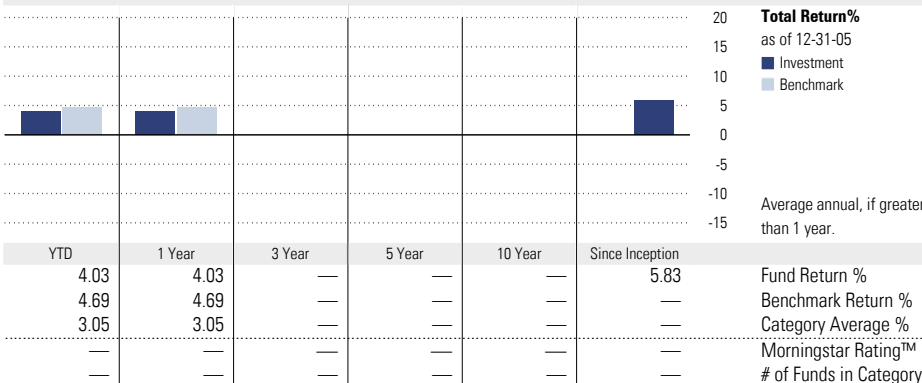 20
15
10
5
0
-5
-10
-15
Total Return%
as of 12-31-05
Investment
Benchmark
Average annual, if greater
than 1 year.
YTD 1 Year 3 Year 5 Year 10 Year Since Inception
4.03 4.03 — — — 5.83 Fund Return %
4.69 4.69 — — — — Benchmark Return %
3.05 3.05 — — — — Category Average %
— — — — — — Morningstar Rating™
— — — — — — # of Funds in Category